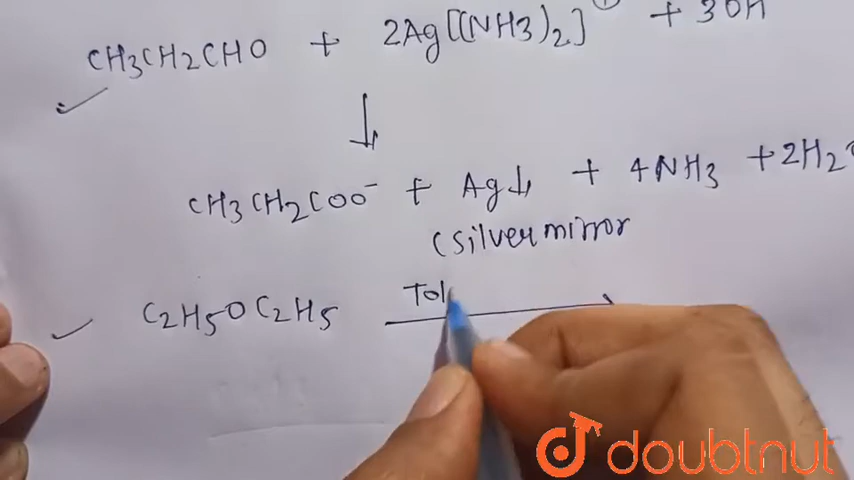 CH3CH2CHO + 2Ag[(NH3)2]⊕ + 3OH
CH3CH2COO⁻ + Ag↓ + 4NH3 + 2H2
(silver mirror
C2H5OC2H5 Tol
doubtnut